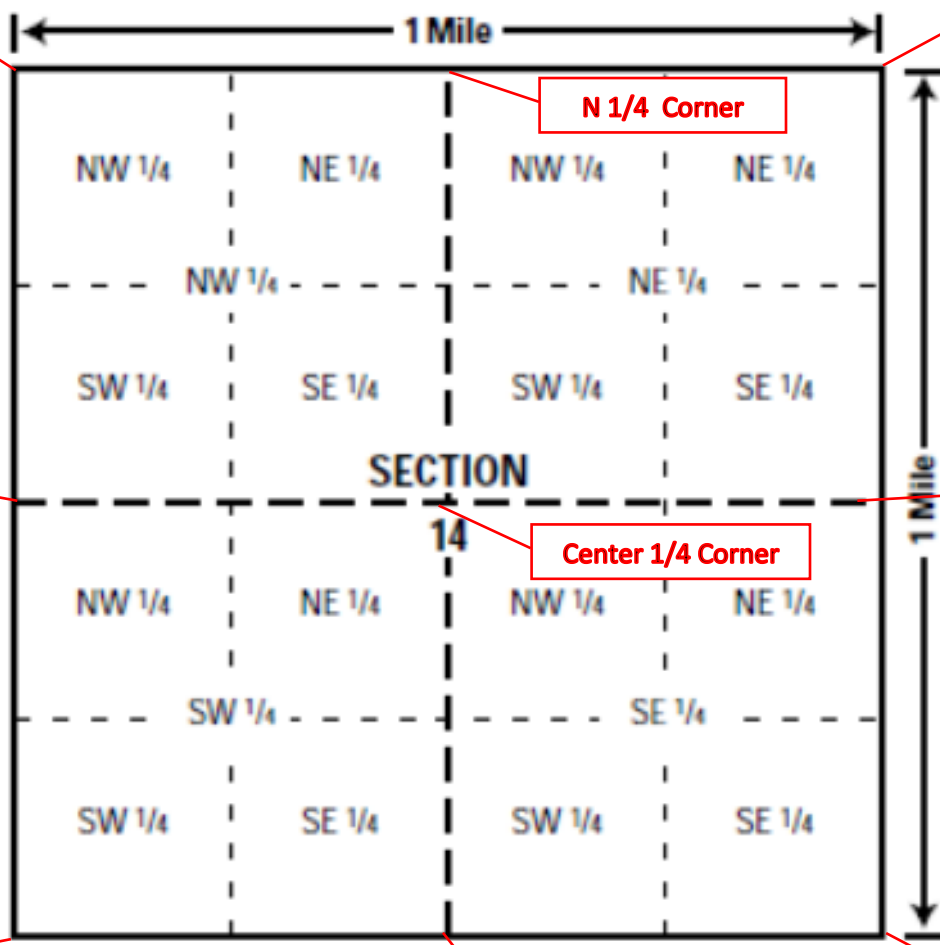 1 Mile
N 1/4 Corner
NW 1/4 NE 1/4 NW 1/4 NE 1/4
NW 1/4 NE 1/4
SW 1/4 SE 1/4 SW 1/4 SE 1/4
SECTION
14
1 Mile
Center 1/4 Corner
NW 1/4 NE 1/4 NW 1/4 NE 1/4
SW 1/4 SE 1/4
SW 1/4 SE 1/4 SW 1/4 SE 1/4